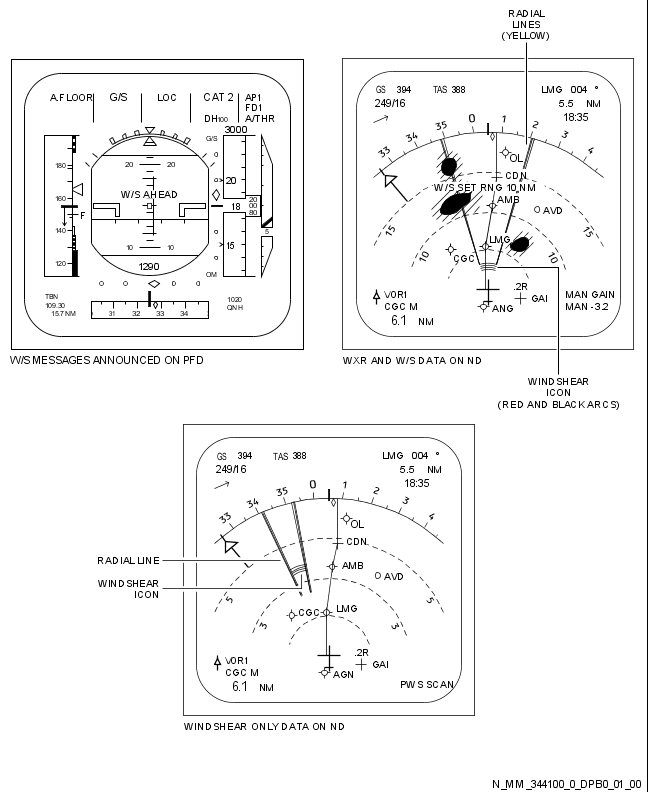 RADIAL
LINES
(YELLOW)
A.FLOOR G/S LOC CAT 2 AP1
FD1
DH100 A/THR
G/S 3000
180
20 20
20
160
W/S AHEAD
F
18
20
00
80
140
15
5
120
10 10
1290
OM
TBN
109.30
15.7 NM
31 32 33 34
1020
QNH
W/S MESSAGES ANNOUNCED ON PFD
GS 394 TAS 388 LMG 004 °
249/16 5.5 NM
18:35
33 34 35 0 1 2 3 4
OL
CDN
W/S SET RNG 10 NM
AMB
AVD
15 15
LMG
10 10
CGC
.2R
GAI
VOR1
CGC M
6.1 NM
ANG
MAN GAIN
MAN -3.2
WXR AND W/S DATA ON ND
WINDSHEAR
ICON
(RED AND BLACK ARCS)
GS 394 TAS 388 LMG 004 °
249/16 5.5 NM
18:35
33 34 35 0 1 2 3 4
OL
CDN
RADIAL LINE
AMB
AVD
WINDSHEAR
ICON
5 5
CGC LMG
3 3
.2R
GAI
VOR1
CGC M
6.1 NM
AGN
PWS SCAN
WINDSHEAR ONLY DATA ON ND
N_MM_344100_0_DPB0_01_00